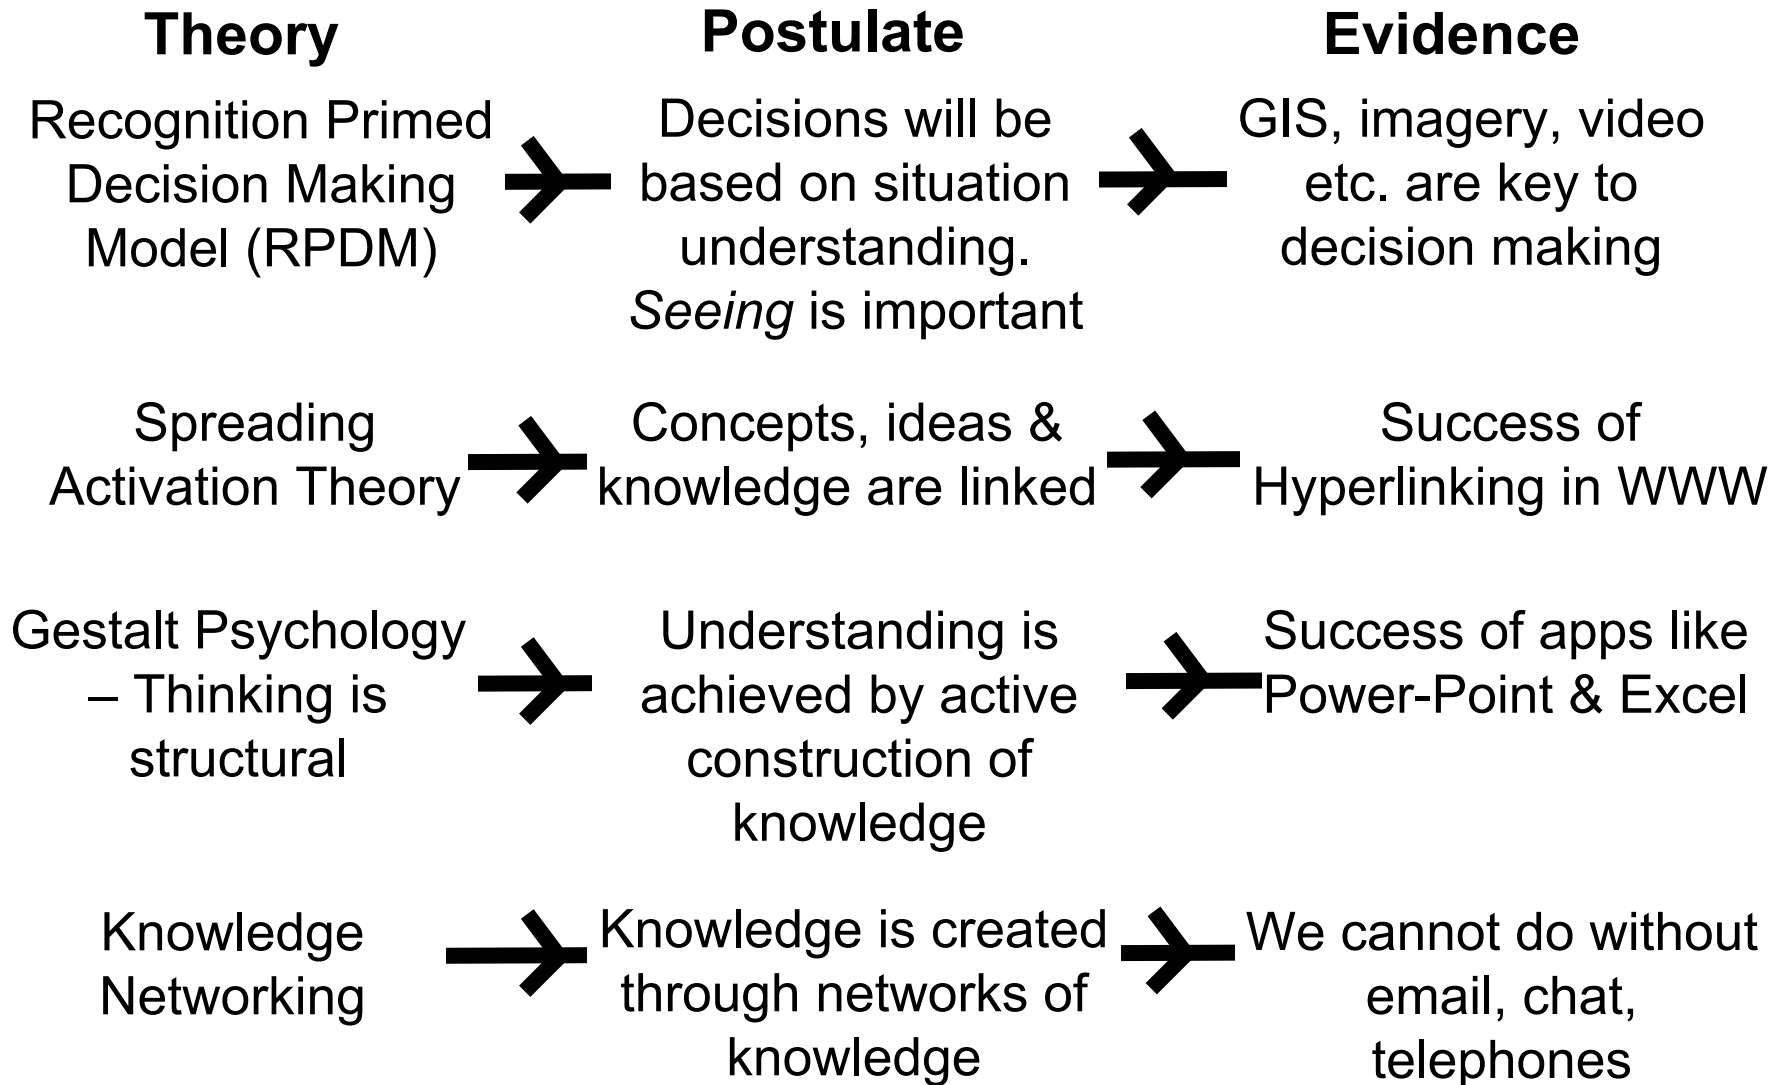 Theory
Postulate
Evidence
Recognition Primed
Decision Making
Model (RPDM)
Decisions will be
based on situation
understanding.
Seeing is important
GIS, imagery, video
etc. are key to
decision making
Spreading
Activation Theory
Concepts, ideas &
knowledge are linked
Success of
Hyperlinking in WWW
Gestalt Psychology
– Thinking is
structural
Understanding is
achieved by active
construction of
knowledge
Success of apps like
Power-Point & Excel
Knowledge
Networking
Knowledge is created
through networks of
knowledge
We cannot do without
email, chat,
telephones